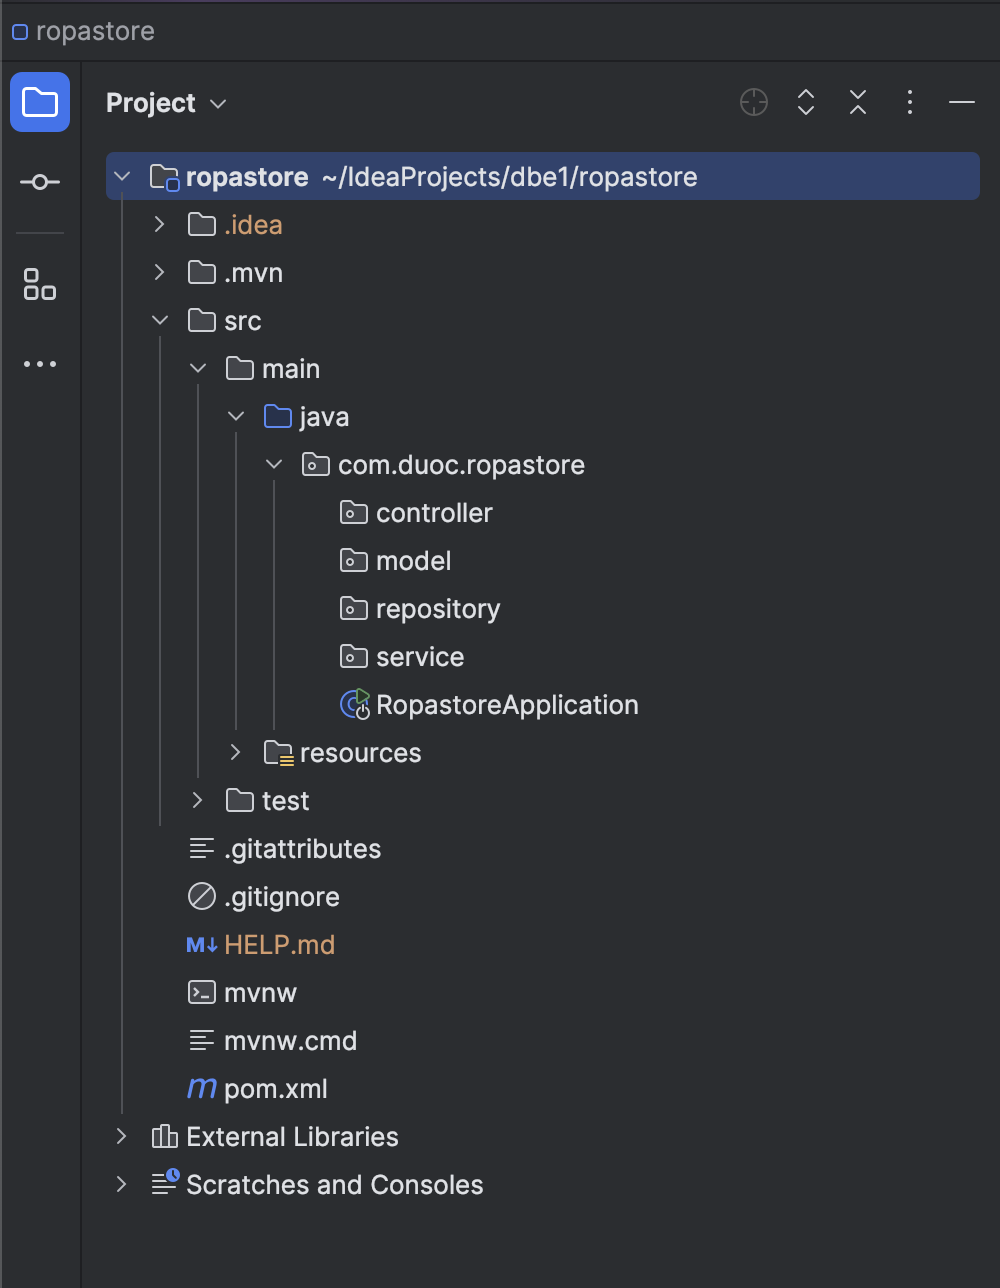 ropastore
Project
ropastore ~/IdeaProjects/dbe1/ropastore
.idea
.mvn
src
main
java
com.duoc.ropastore
controller
model
repository
service
RopastoreApplication
resources
test
.gitattributes
.gitignore
M↓ HELP.md
mvnw
mvnw.cmd
m pom.xml
External Libraries
Scratches and Consoles